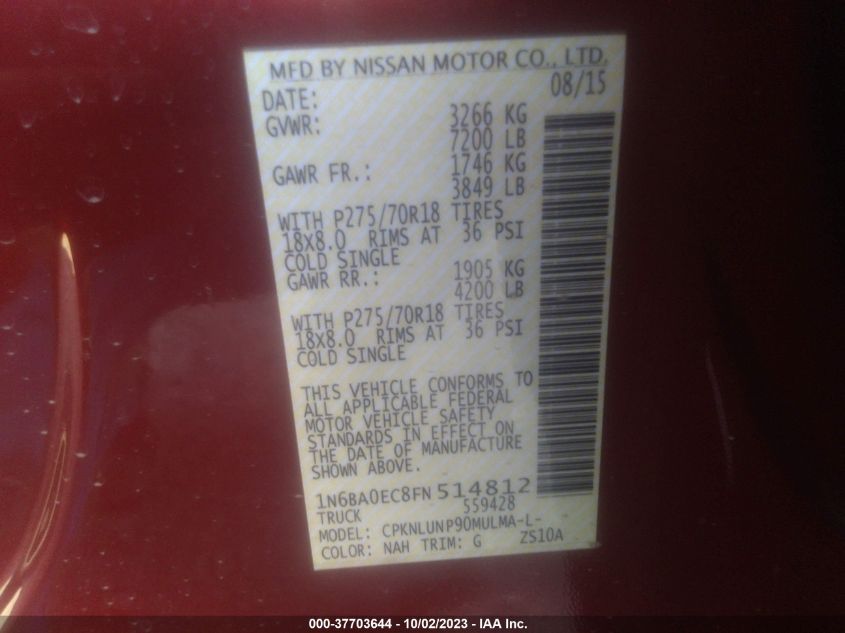 MFD BY NISSAN MOTOR CO., LTD.
DATE: 08/15
GVWR: 3266 KG
7200 LB
GAWR FR.: 1746 KG
3849 LB
WITH P275/70R18 TIRES
18X8.0 RIMS AT 36 PSI
COLD SINGLE
GAWR RR.: 1905 KG
4200 LB
WITH P275/70R18 TIRES
18X8.0 RIMS AT 36 PSI
COLD SINGLE
THIS VEHICLE CONFORMS TO
ALL APPLICABLE FEDERAL
MOTOR VEHICLE SAFETY
STANDARDS IN EFFECT ON
THE DATE OF MANUFACTURE
SHOWN ABOVE.
1N6BA0EC8FN514812
TRUCK 559428
MODEL: CPKNLUNP90MULMA-L-
COLOR: NAH TRIM: G ZS10A
000-37703644 - 10/02/2023 - IAA Inc.